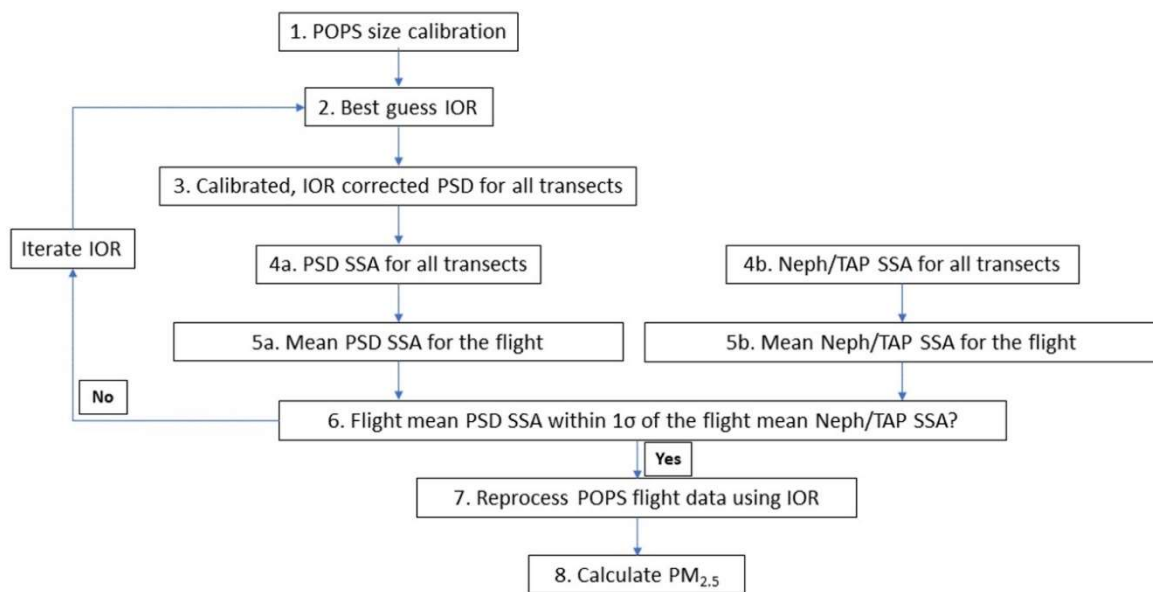 1. POPS size calibration
2. Best guess IOR
3. Calibrated, IOR corrected PSD for all transects
Iterate IOR
4a. PSD SSA for all transects
4b. Neph/TAP SSA for all transects
5a. Mean PSD SSA for the flight
5b. Mean Neph/TAP SSA for the flight
No
6. Flight mean PSD SSA within 1σ of the flight mean Neph/TAP SSA?
Yes
7. Reprocess POPS flight data using IOR
8. Calculate PM₂.₅